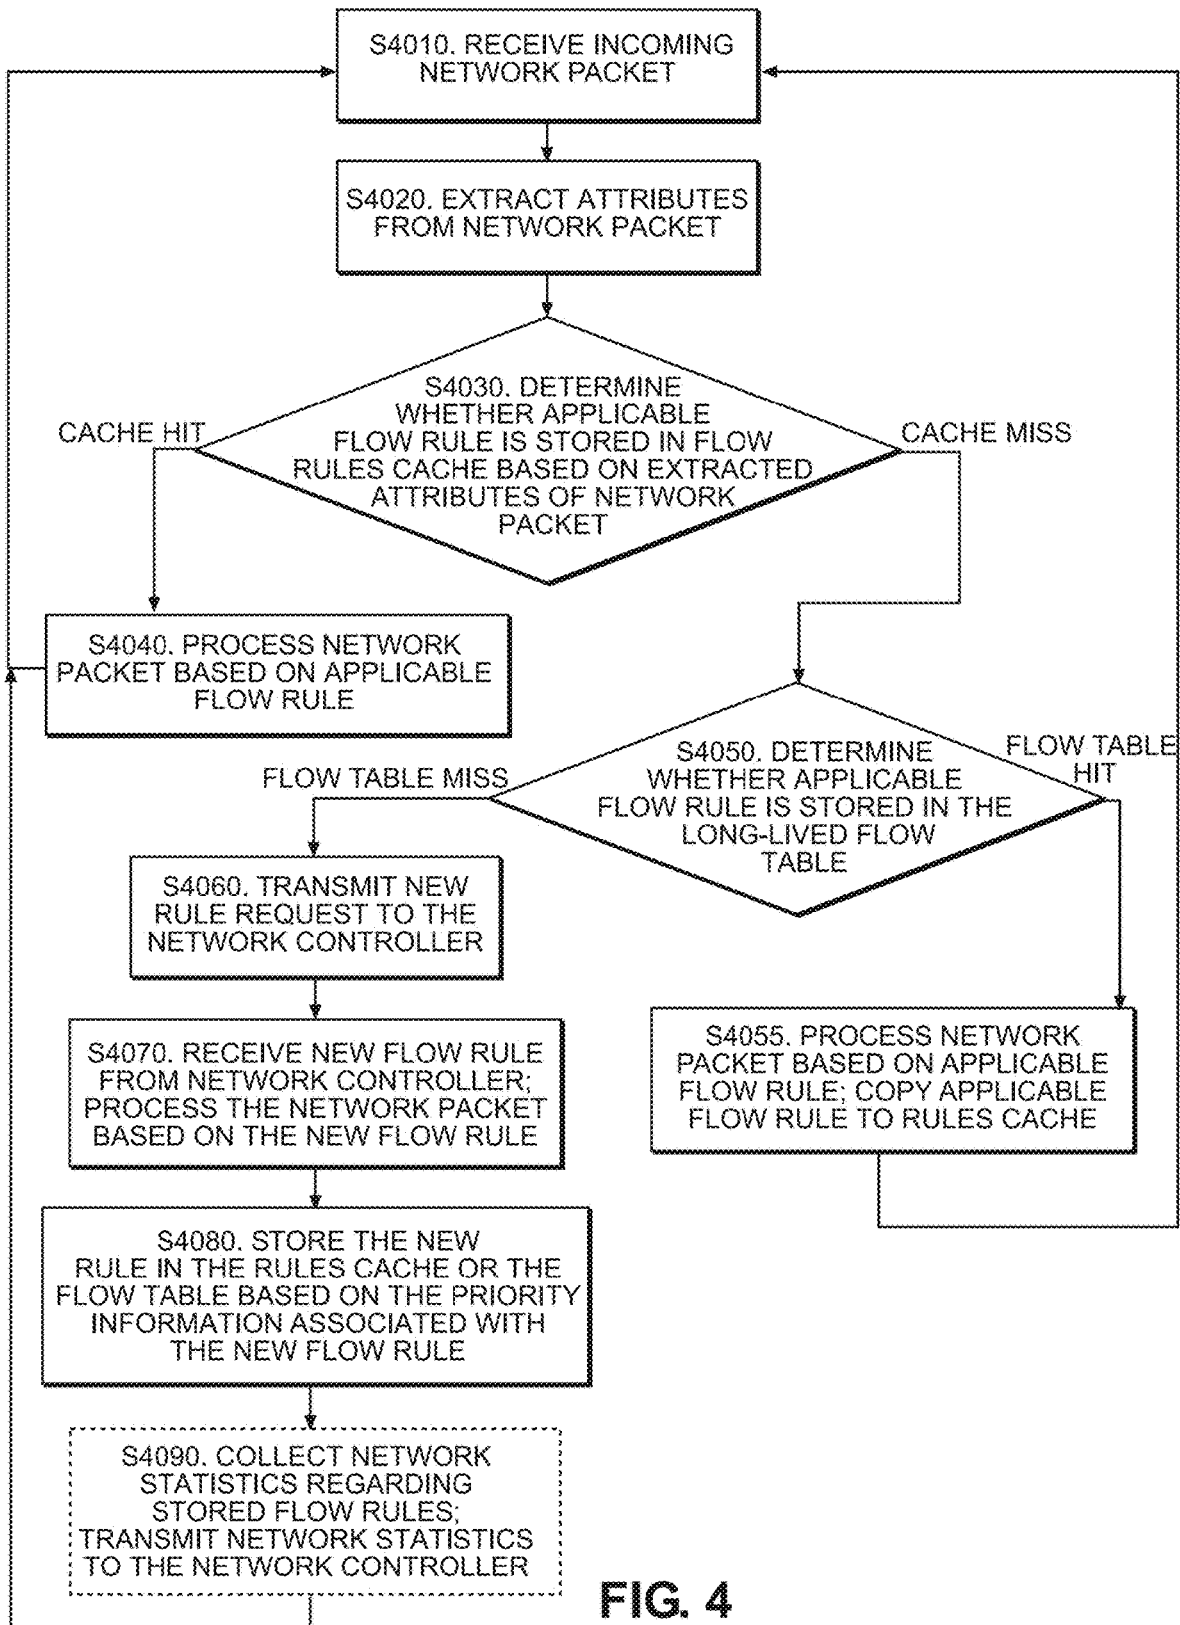 S4010. RECEIVE INCOMING
NETWORK PACKET
S4020. EXTRACT ATTRIBUTES
FROM NETWORK PACKET
S4030. DETERMINE
WHETHER APPLICABLE
FLOW RULE IS STORED IN FLOW
RULES CACHE BASED ON EXTRACTED
ATTRIBUTES OF NETWORK
PACKET
CACHE HIT
CACHE MISS
S4040. PROCESS NETWORK
PACKET BASED ON APPLICABLE
FLOW RULE
S4050. DETERMINE
WHETHER APPLICABLE
FLOW RULE IS STORED IN THE
LONG-LIVED FLOW
TABLE
FLOW TABLE MISS
FLOW TABLE
HIT
S4060. TRANSMIT NEW
RULE REQUEST TO THE
NETWORK CONTROLLER
S4070. RECEIVE NEW FLOW RULE
FROM NETWORK CONTROLLER;
PROCESS THE NETWORK PACKET
BASED ON THE NEW FLOW RULE
S4055. PROCESS NETWORK
PACKET BASED ON APPLICABLE
FLOW RULE; COPY APPLICABLE
FLOW RULE TO RULES CACHE
S4080. STORE THE NEW
RULE IN THE RULES CACHE OR THE
FLOW TABLE BASED ON THE PRIORITY
INFORMATION ASSOCIATED WITH
THE NEW FLOW RULE
S4090. COLLECT NETWORK
STATISTICS REGARDING
STORED FLOW RULES;
TRANSMIT NETWORK STATISTICS
TO THE NETWORK CONTROLLER
FIG. 4